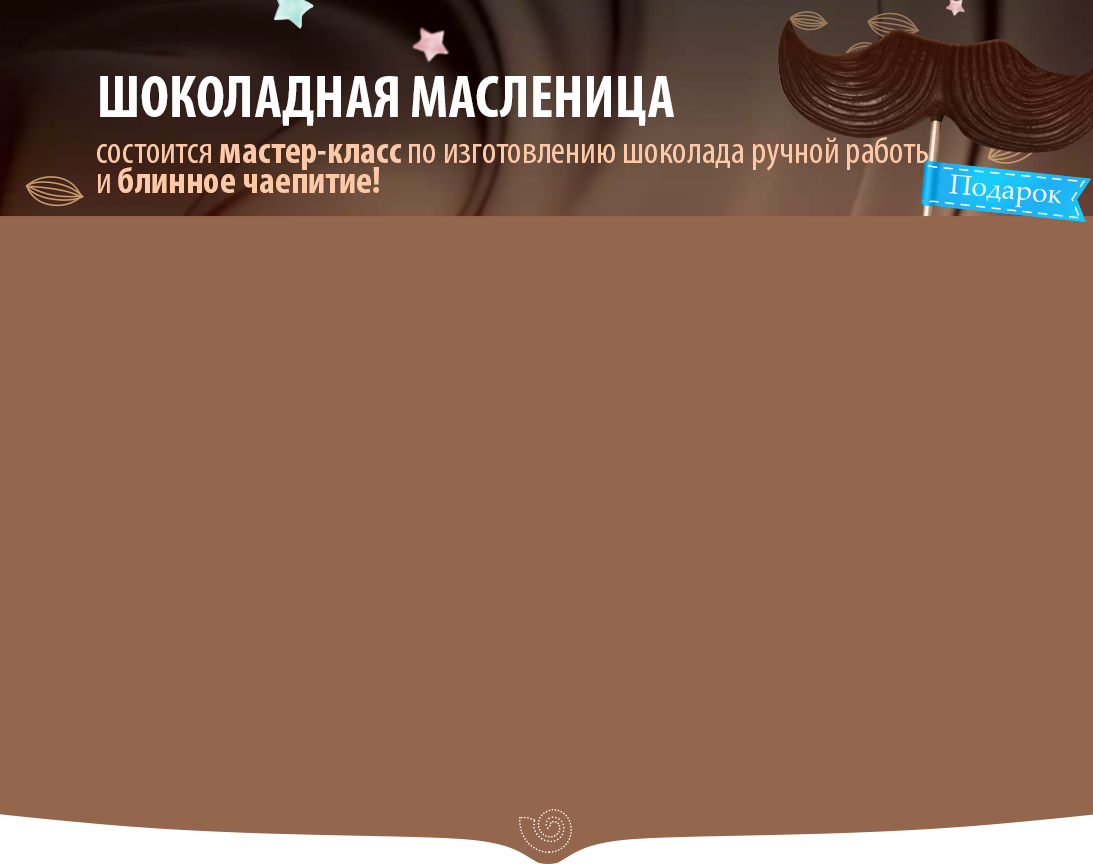 ШОКОЛАДНАЯ МАСЛЕНИЦА
состоится мастер-класс по изготовлению шоколада ручной работы
и блинное чаепитие!
Подарок